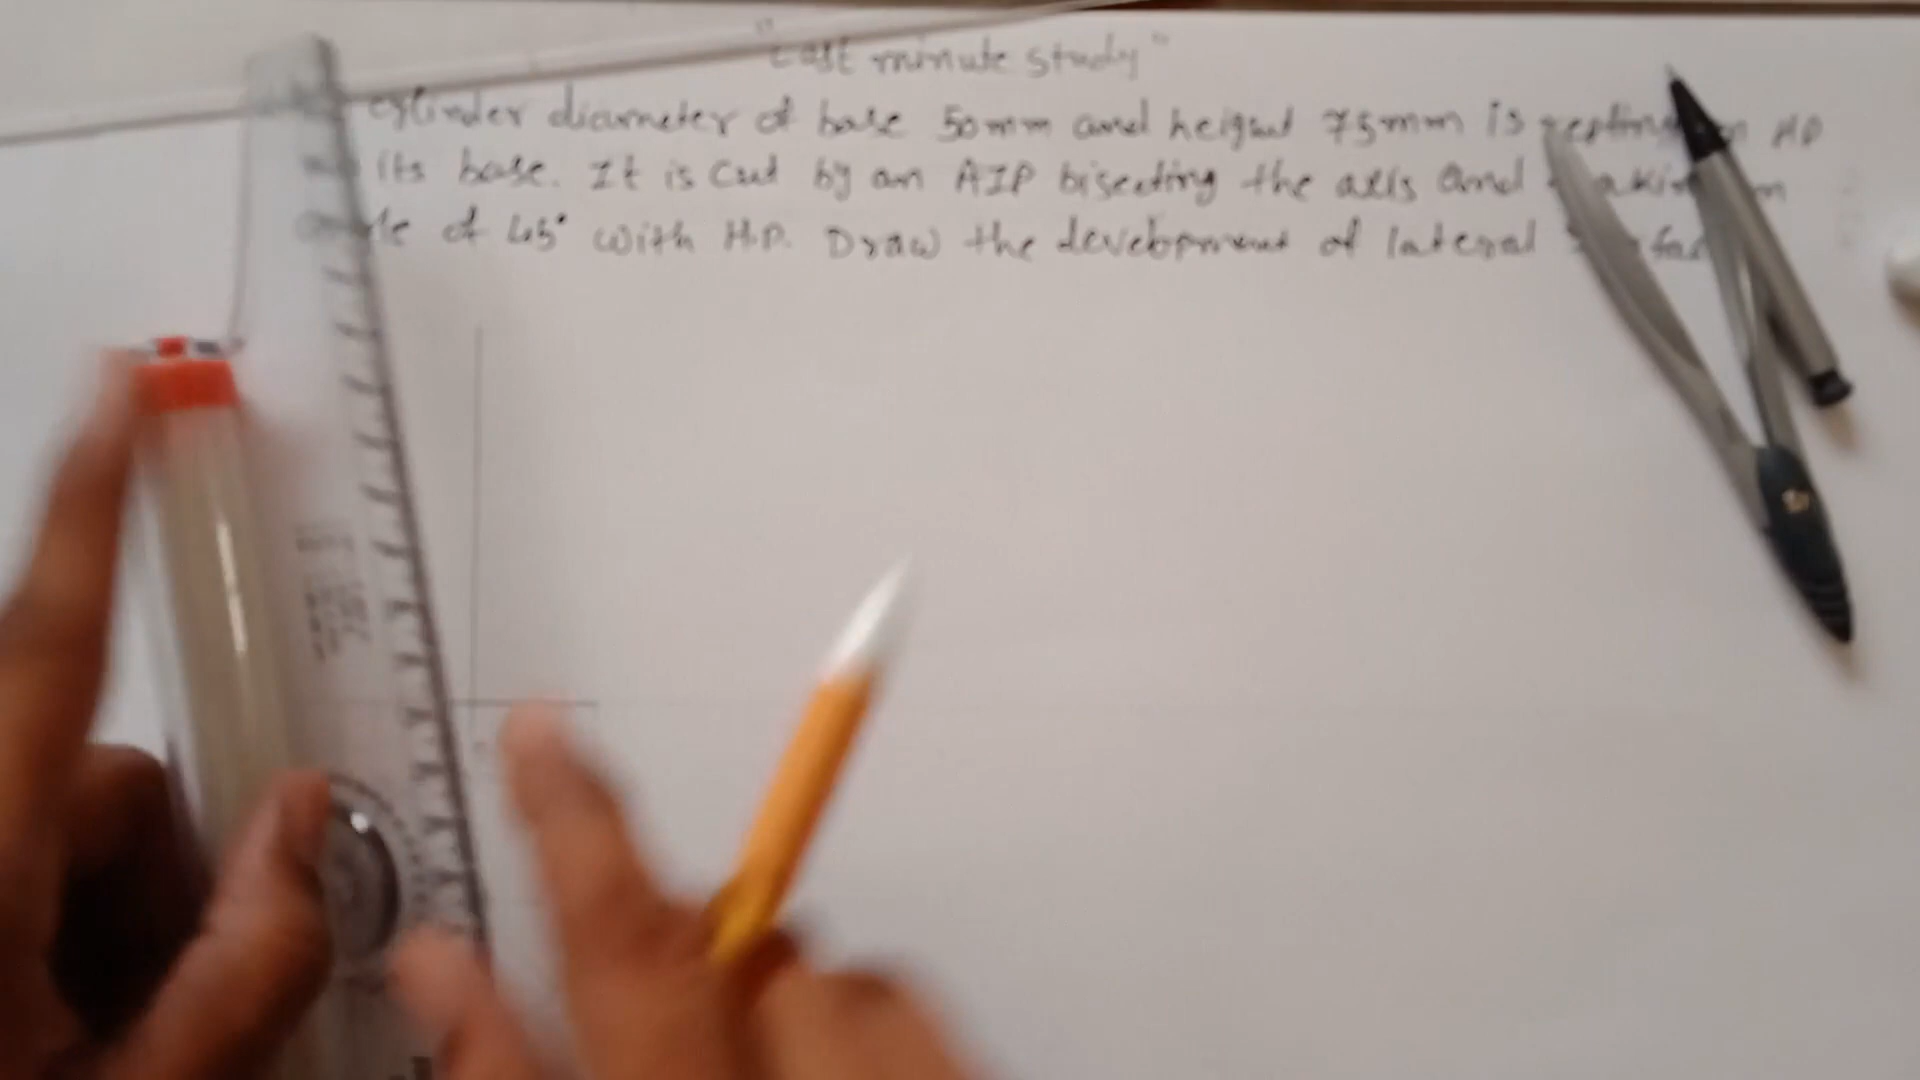 "Last minute study"
cylinder diameter of base 50mm and height 75mm is resting on HP
its base. It is cut by an AIP bisecting the axis and making an
of 45° with H.P. Draw the development of lateral